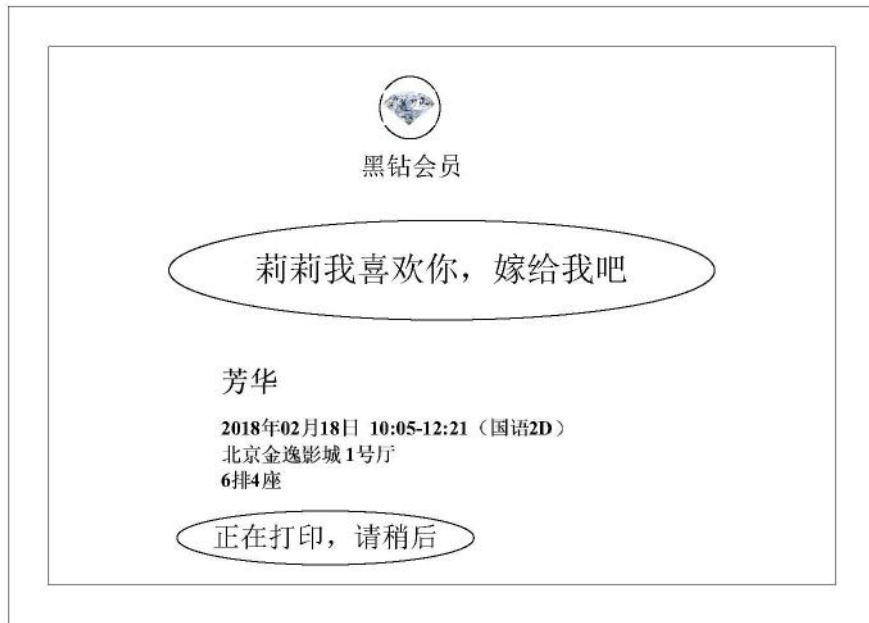 黑钻会员
莉莉我喜欢你，嫁给我吧
芳华
2018年02月18日 10:05-12:21（国语2D）
北京金逸影城1号厅
6排4座
正在打印，请稍后